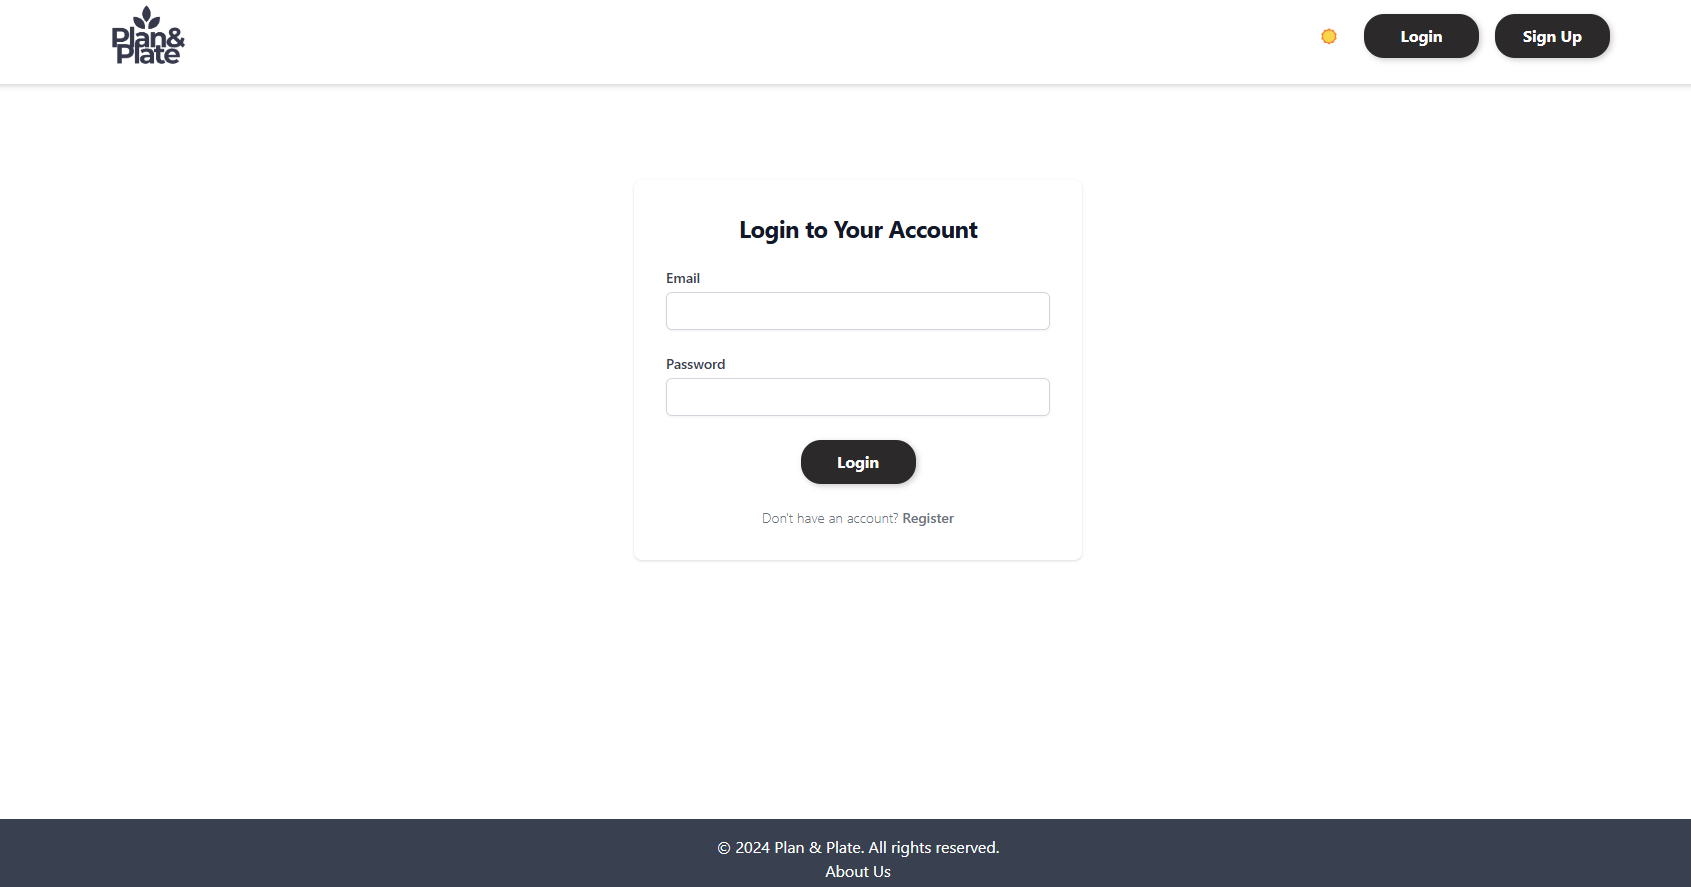 Plan&
Plate
Login
Sign Up
Login to Your Account
Email
Password
Login
Don't have an account? Register
© 2024 Plan & Plate. All rights reserved.
About Us